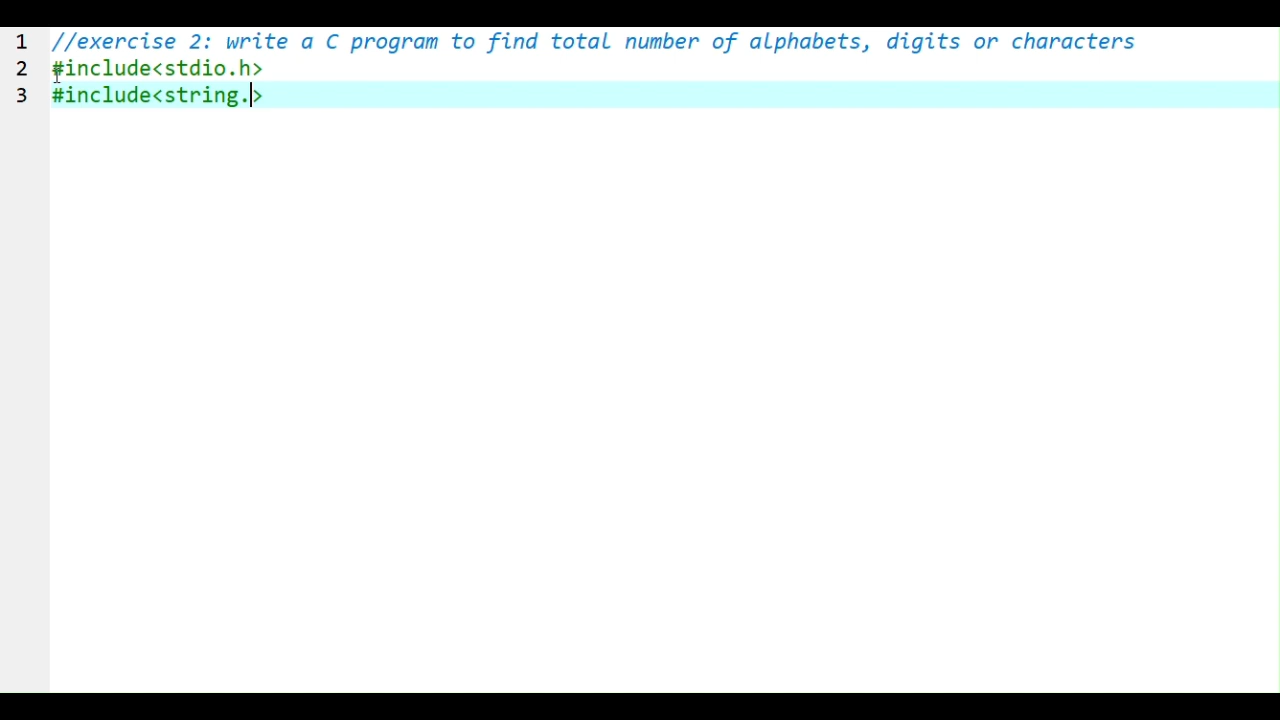 1 //exercise 2: write a C program to find total number of alphabets, digits or characters
2 #include<stdio.h>
3 #include<string.>